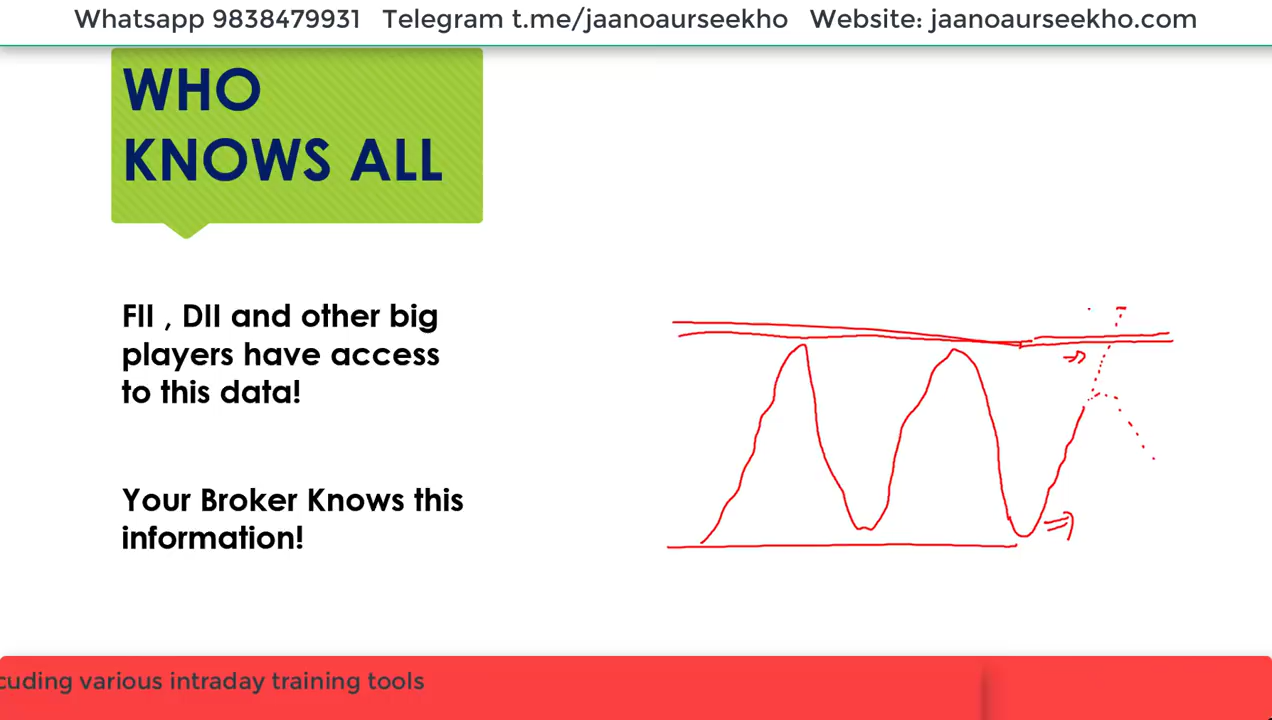 Whatsapp 9838479931 Telegram t.me/jaanoaurseekho Website: jaanoaurseekho.com
WHO
KNOWS ALL
FII , DII and other big
players have access
to this data!
Your Broker Knows this
information!
cuding various intraday training tools